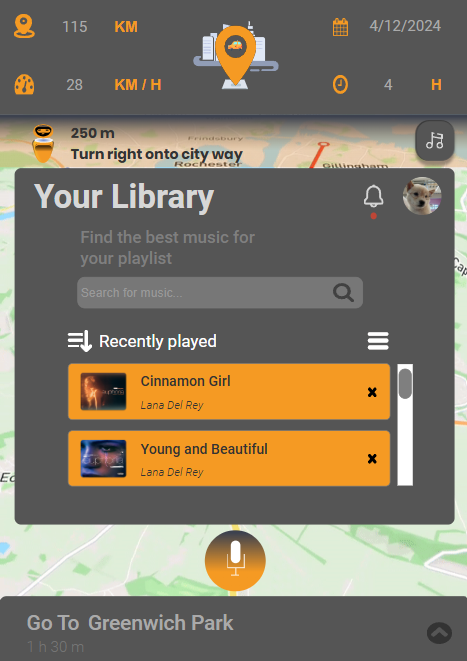 115 KM
4/12/2024
28 KM / H
4 H
250 m
Turn right onto city way
Frindsbury
Rochester
Gillingham
Your Library
Find the best music for
your playlist
Search for music...
Recently played
Cinnamon Girl
Lana Del Rey
Young and Beautiful
Lana Del Rey
Go To Greenwich Park
1 h 30 m